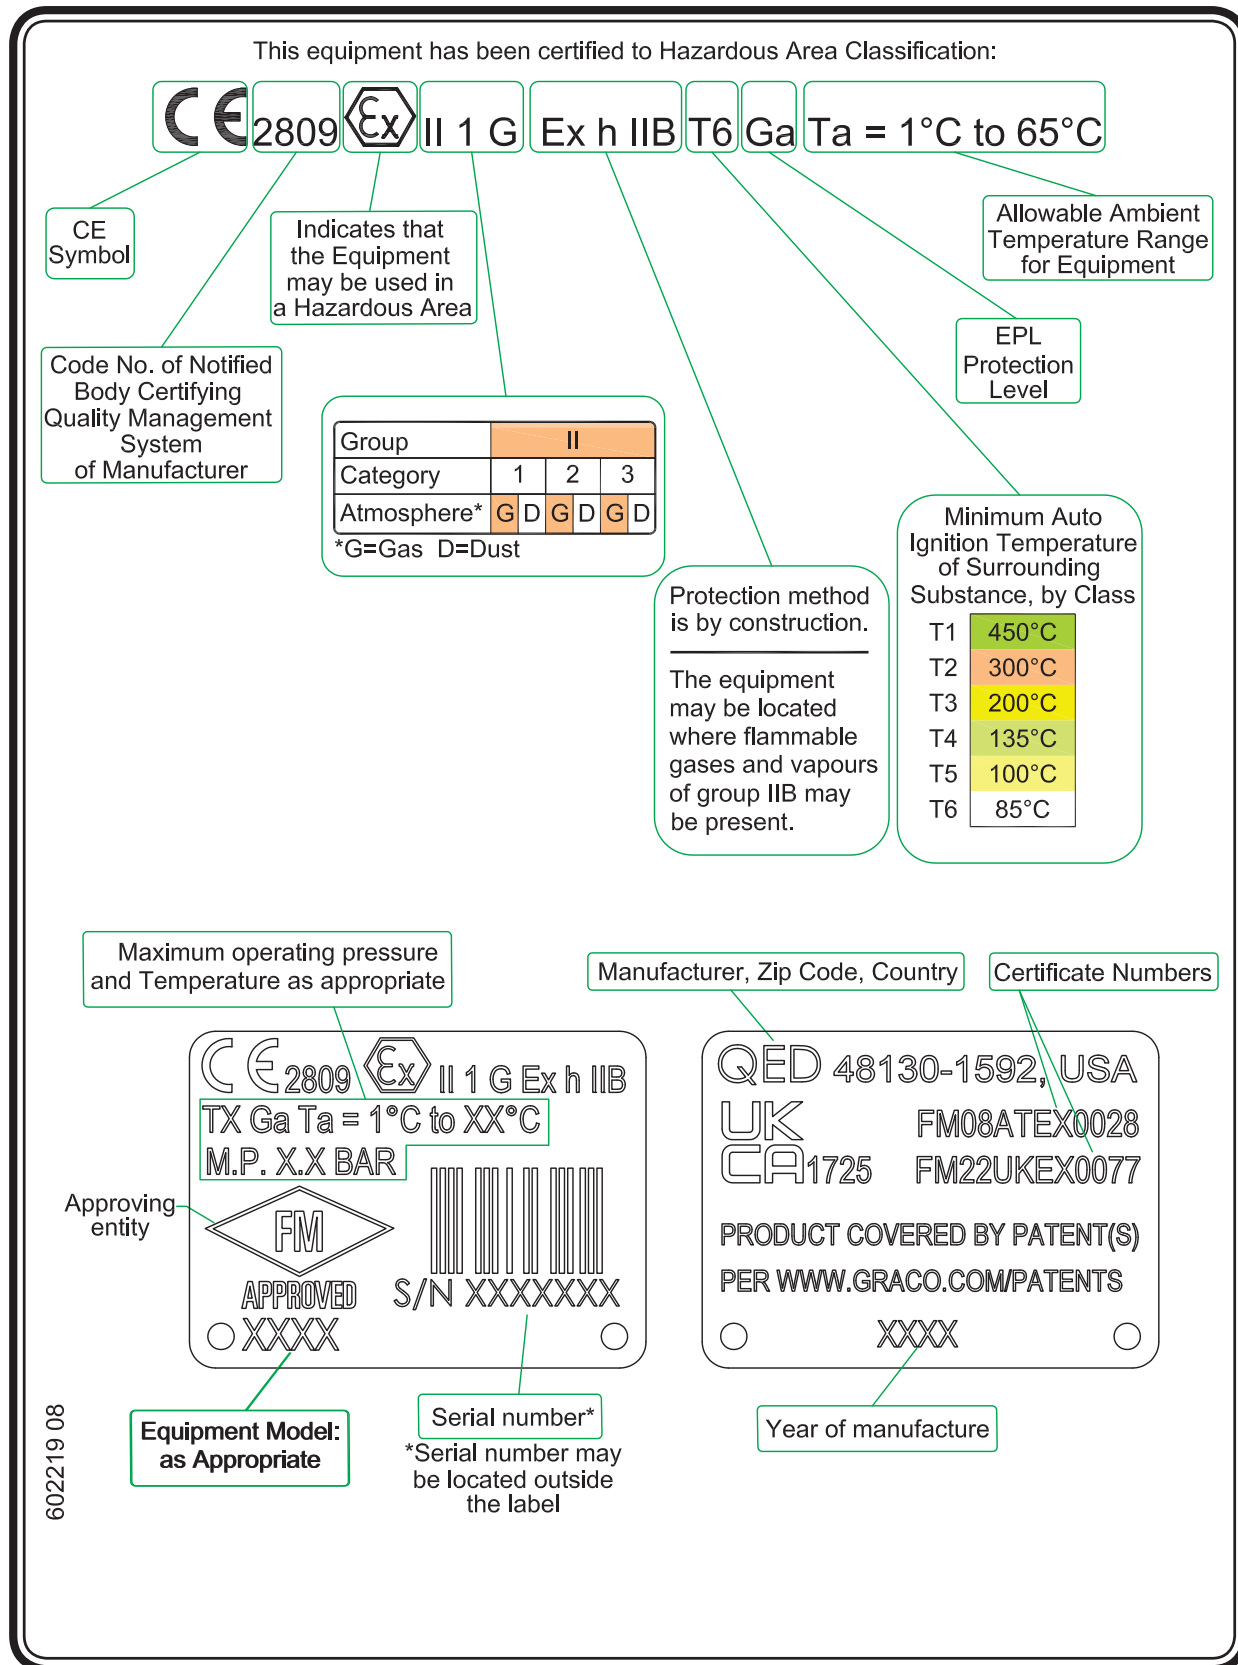 This equipment has been certified to Hazardous Area Classification:
CE 2809 Ex II 1 G Ex h IIB T6 Ga Ta = 1°C to 65°C
CE
Symbol
Indicates that
the Equipment
may be used in
a Hazardous Area
Allowable Ambient
Temperature Range
for Equipment
Code No. of Notified
Body Certifying
Quality Management
System
of Manufacturer
EPL
Protection
Level
Group II
Category 1 2 3
Atmosphere* G D G D G D
*G=Gas D=Dust
Protection method
is by construction.
The equipment
may be located
where flammable
gases and vapours
of group IIB may
be present.
Minimum Auto
Ignition Temperature
of Surrounding
Substance, by Class
T1 450°C
T2 300°C
T3 200°C
T4 135°C
T5 100°C
T6 85°C
Maximum operating pressure
and Temperature as appropriate
Manufacturer, Zip Code, Country
Certificate Numbers
CE 2809 Ex II 1 G Ex h IIB
TX Ga Ta = 1°C to XX°C
M.P. X.X BAR
Approving
entity
FM
APPROVED
S/N XXXXXXX
XXXX
QED 48130-1592, USA
UK
CA 1725
FM08ATEX0028
FM22UKEX0077
PRODUCT COVERED BY PATENT(S)
PER WWW.GRACO.COM/PATENTS
XXXX
Equipment Model:
as Appropriate
Serial number*
*Serial number may
be located outside
the label
Year of manufacture
602219 08